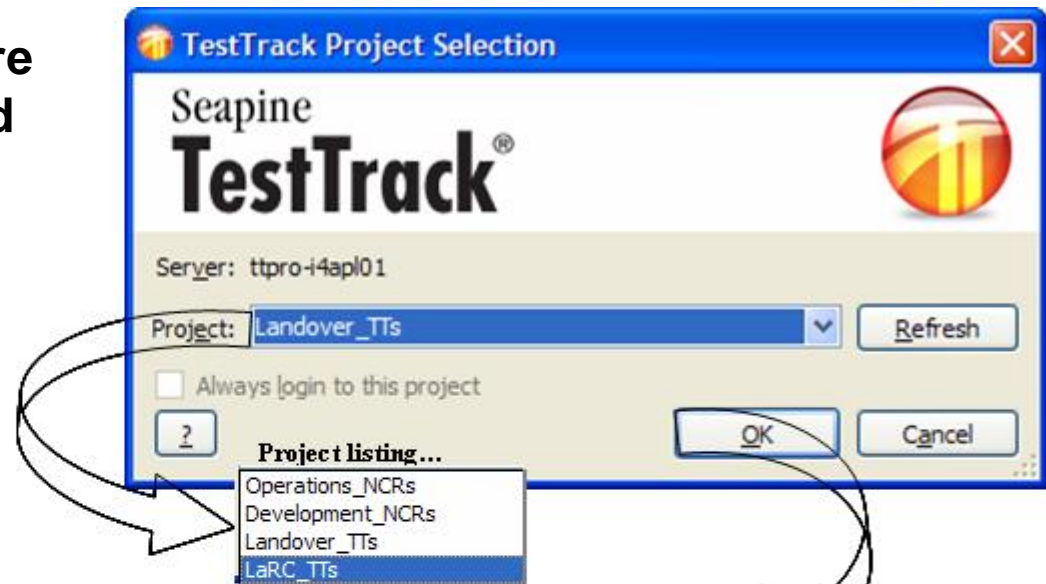 re
d
TestTrack Project Selection
Seapine
TestTrack®
Server: ttpro-i4apl01
Project: Landover_TTs Refresh
Always login to this project
? OK Cancel
Project listing...
Operations_NCRs
Development_NCRs
Landover_TTs
LaRC_TTs